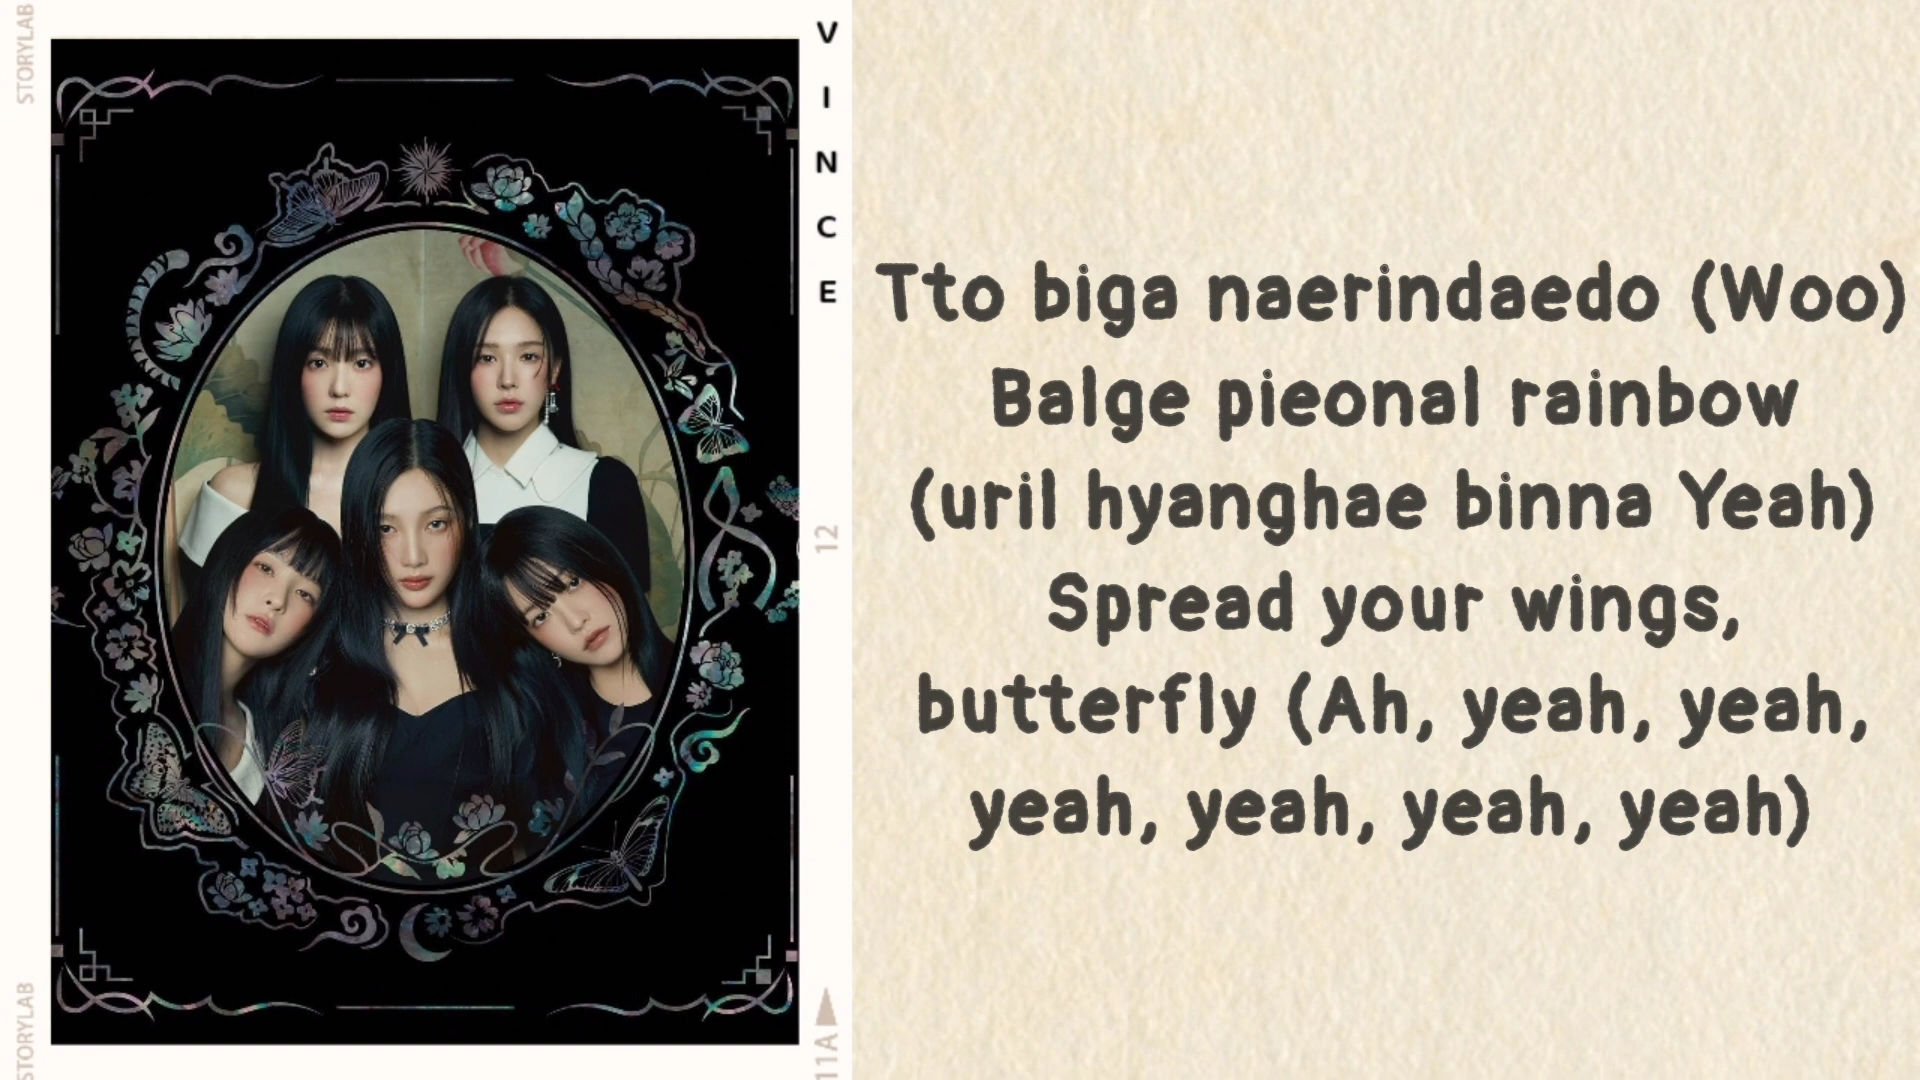 STORYLAB
VINCE
12
11A
STORYLAB
Tto biga naerindaedo (Woo)
Balge pieonal rainbow
(uril hyanghae binna Yeah)
Spread your wings,
butterfly (Ah, yeah, yeah,
yeah, yeah, yeah, yeah)